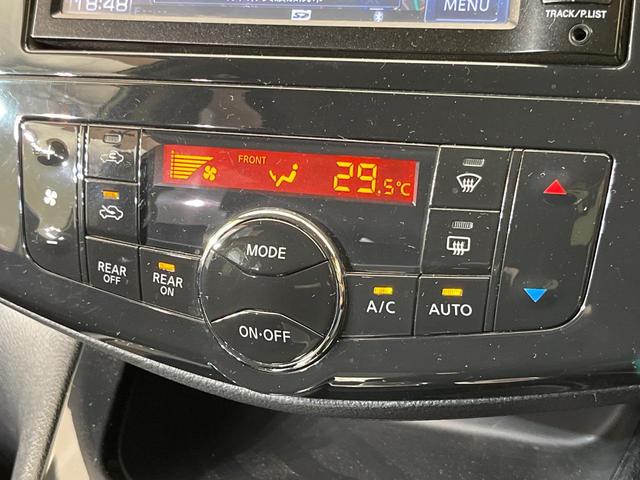 18:48
MENU
TRACK/P.LIST
FRONT
29.5℃
REAR OFF
REAR ON
MODE
ON·OFF
A/C
AUTO